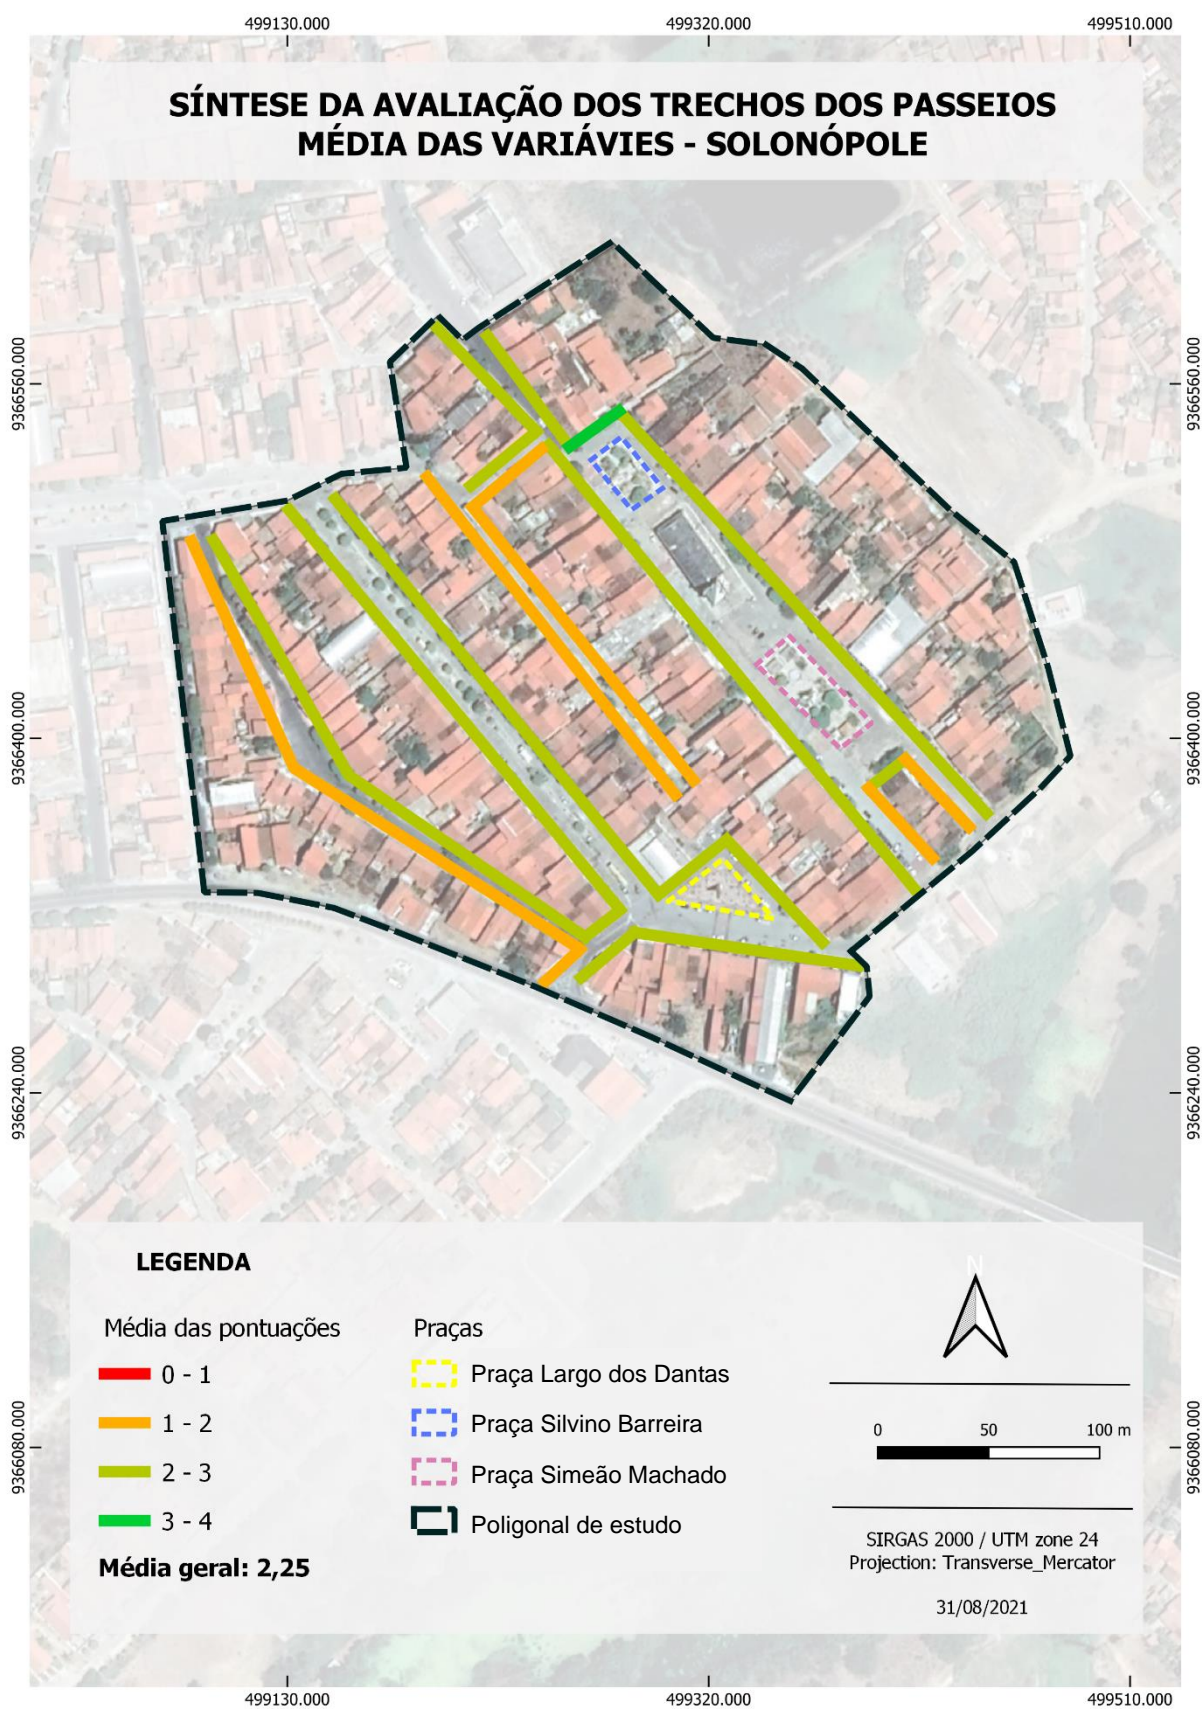 499130.000
499320.000
499510.000
SÍNTESE DA AVALIAÇÃO DOS TRECHOS DOS PASSEIOS
MÉDIA DAS VARIÁVIES - SOLONÓPOLE
9366560.000
9366560.000
9366400.000
9366400.000
9366240.000
9366240.000
LEGENDA
Média das pontuações
0 - 1
1 - 2
2 - 3
3 - 4
Média geral: 2,25
Praças
Praça Largo dos Dantas
Praça Silvino Barreira
Praça Simeão Machado
Poligonal de estudo
N
0 50 100 m
SIRGAS 2000 / UTM zone 24
Projection: Transverse_Mercator
31/08/2021
9366080.000
9366080.000
499130.000
499320.000
499510.000